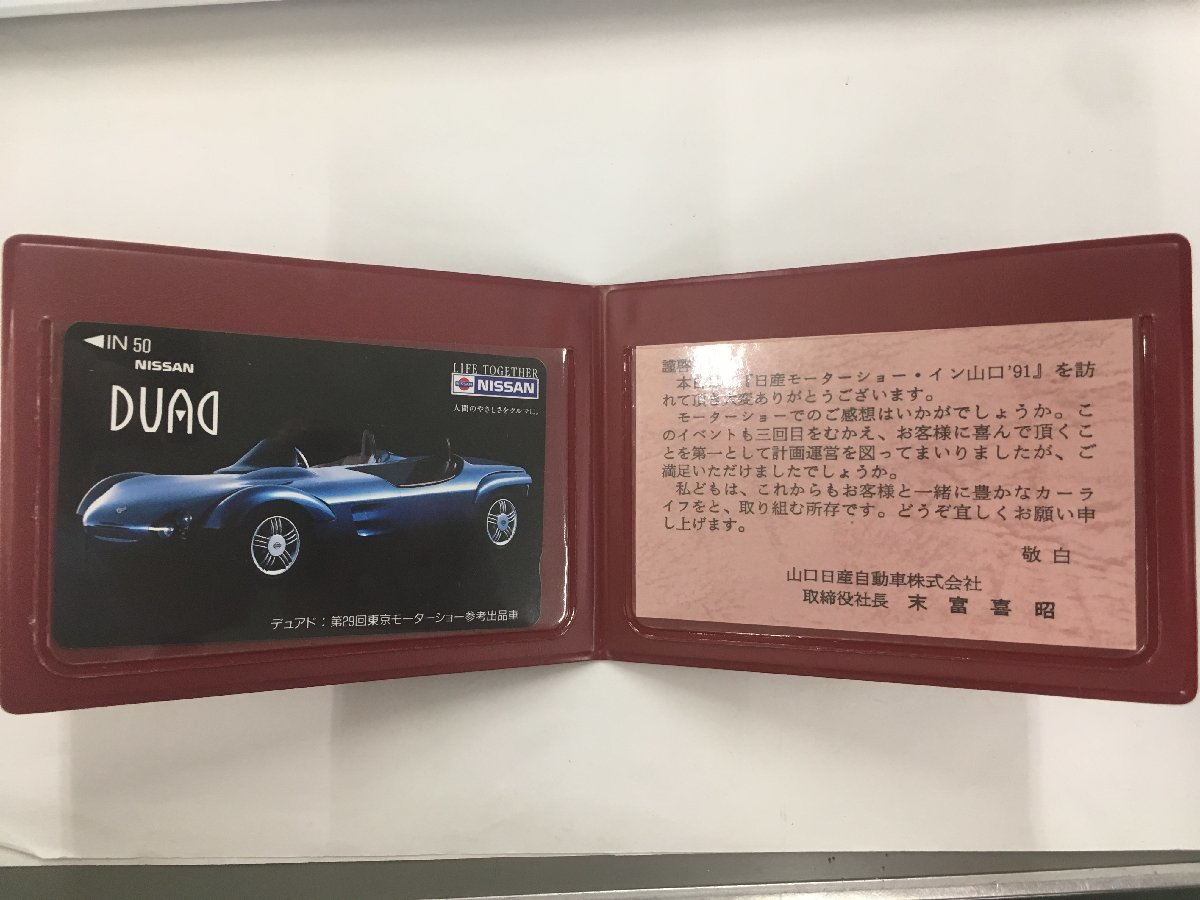 ◀IN 50
NISSAN
DUAD
LIFE TOGETHER
NISSAN
人間のやさしさをクルマに。
デュアド：第29回東京モーターショー参考出品車
謹啓
本日『日産モーターショー・イン山口'91』を訪
れて頂き大変ありがとうございます。
モーターショーでのご感想はいかがでしょうか。こ
のイベントも三回目をむかえ、お客様に喜んで頂くこ
とを第一として計画運営を図ってまいりましたが、ご
満足いただけましたでしょうか。
私どもは、これからもお客様と一緒に豊かなカーラ
イフをと、取り組む所存です。どうぞ宜しくお願い申
し上げます。
敬白
山口日産自動車株式会社
取締役社長 末富喜昭